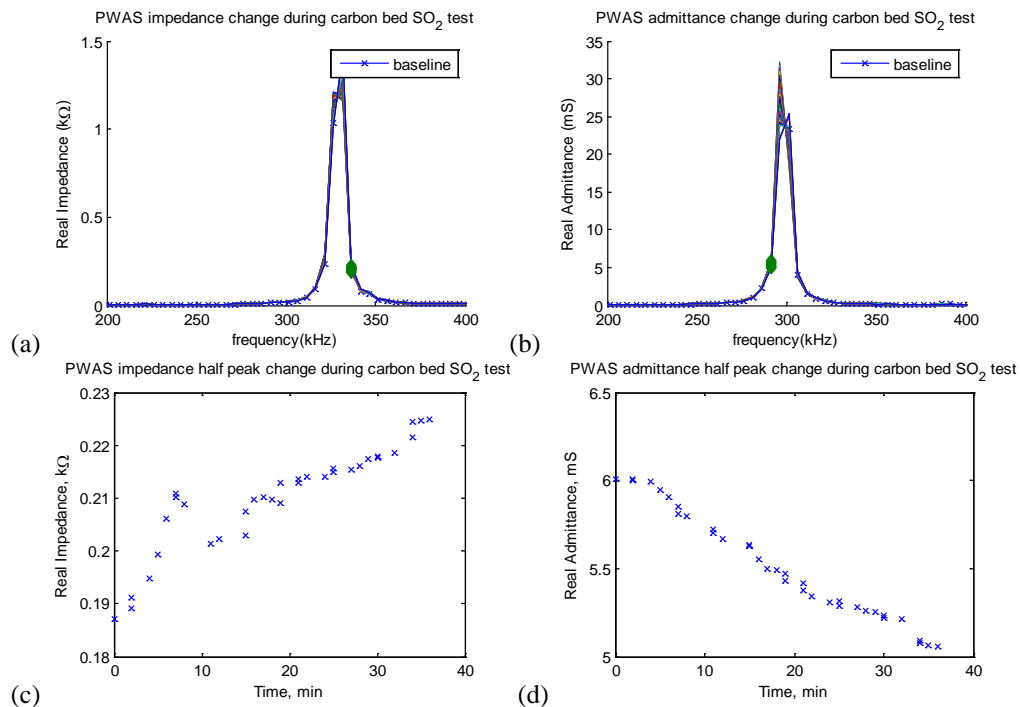 PWAS impedance change during carbon bed SO2 test
1.5
1
0.5
0
200
250
300
350
400
Real Impedance (kΩ)
frequency(kHz)
baseline
(a)
PWAS admittance change during carbon bed SO2 test
35
30
25
20
15
10
5
0
200
250
300
350
400
Real Admittance (mS)
frequency(kHz)
baseline
(b)
PWAS impedance half peak change during carbon bed SO2 test
0.23
0.22
0.21
0.2
0.19
0.18
0
10
20
30
40
Real Impedance, kΩ
Time, min
(c)
PWAS admittance half peak change during carbon bed SO2 test
6.5
6
5.5
5
0
10
20
30
40
Real Admittance, mS
Time, min
(d)